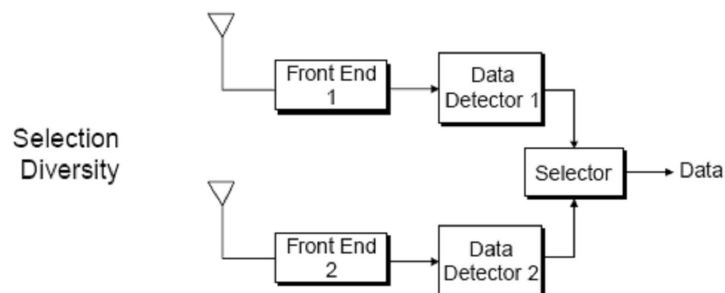 Selection
Diversity
Front End
1
Data
Detector 1
Selector
Data
Front End
2
Data
Detector 2